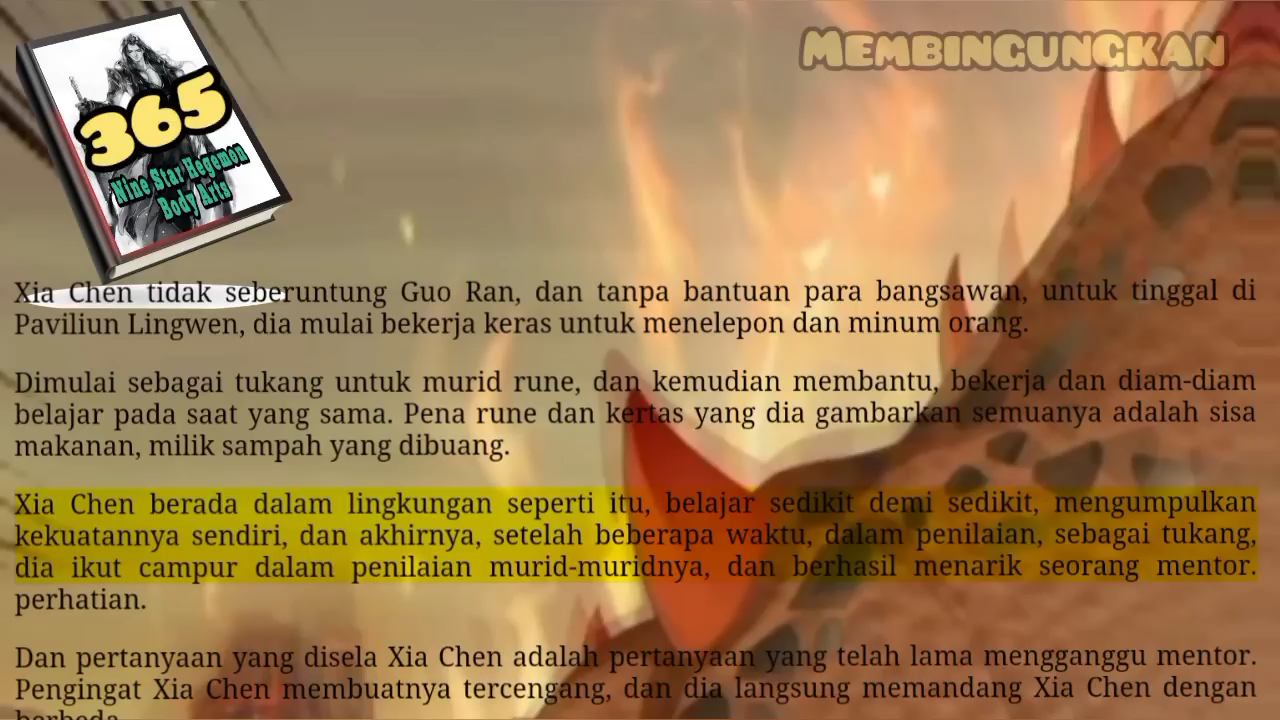 MEMBINGUNGKAN
365
Nine Star Hegemon
Body Arts
Xia Chen tidak seberuntung Guo Ran, dan tanpa bantuan para bangsawan, untuk tinggal di
Paviliun Lingwen, dia mulai bekerja keras untuk menelepon dan minum orang.
Dimulai sebagai tukang untuk murid rune, dan kemudian membantu, bekerja dan diam-diam
belajar pada saat yang sama. Pena rune dan kertas yang dia gambarkan semuanya adalah sisa
makanan, milik sampah yang dibuang.
Xia Chen berada dalam lingkungan seperti itu, belajar sedikit demi sedikit, mengumpulkan
kekuatannya sendiri, dan akhirnya, setelah beberapa waktu, dalam penilaian, sebagai tukang,
dia ikut campur dalam penilaian murid-muridnya, dan berhasil menarik seorang mentor.
perhatian.
Dan pertanyaan yang disela Xia Chen adalah pertanyaan yang telah lama mengganggu mentor.
Pengingat Xia Chen membuatnya tercengang, dan dia langsung memandang Xia Chen dengan
berbeda.